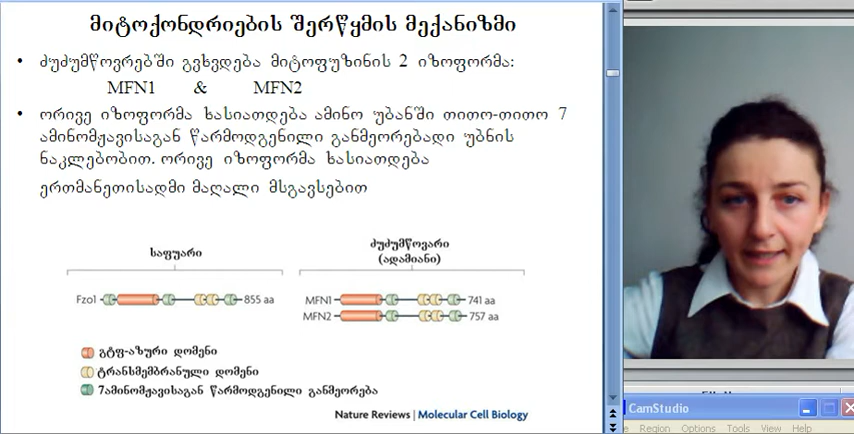 მიტოქონდრიების შერწყმის მექანიზმი
• ძუძუმწოვრებში გვხვდება მიტოფუზინის 2 იზოფორმა:
MFN1 & MFN2
• ორივე იზოფორმა ხასიათდება ამინო უბანში თითო-თითო 7
ამინომჟავისაგან წარმოდგენილი განმეორებადი უბნის
ნაკლებობით. ორივე იზოფორმა ხასიათდება
ერთმანეთისადმი მაღალი მსგავსებით
საფუარი
ძუძუმწოვარი
(ადამიანი)
Fzo1 855 aa
MFN1 741 aa
MFN2 757 aa
გტფ-აზური დომენი
ტრანსმემბრანული დომენი
7ამინომჟავისაგან წარმოდგენილი განმეორება
Nature Reviews | Molecular Cell Biology
CamStudio
Region Options Tools View Help